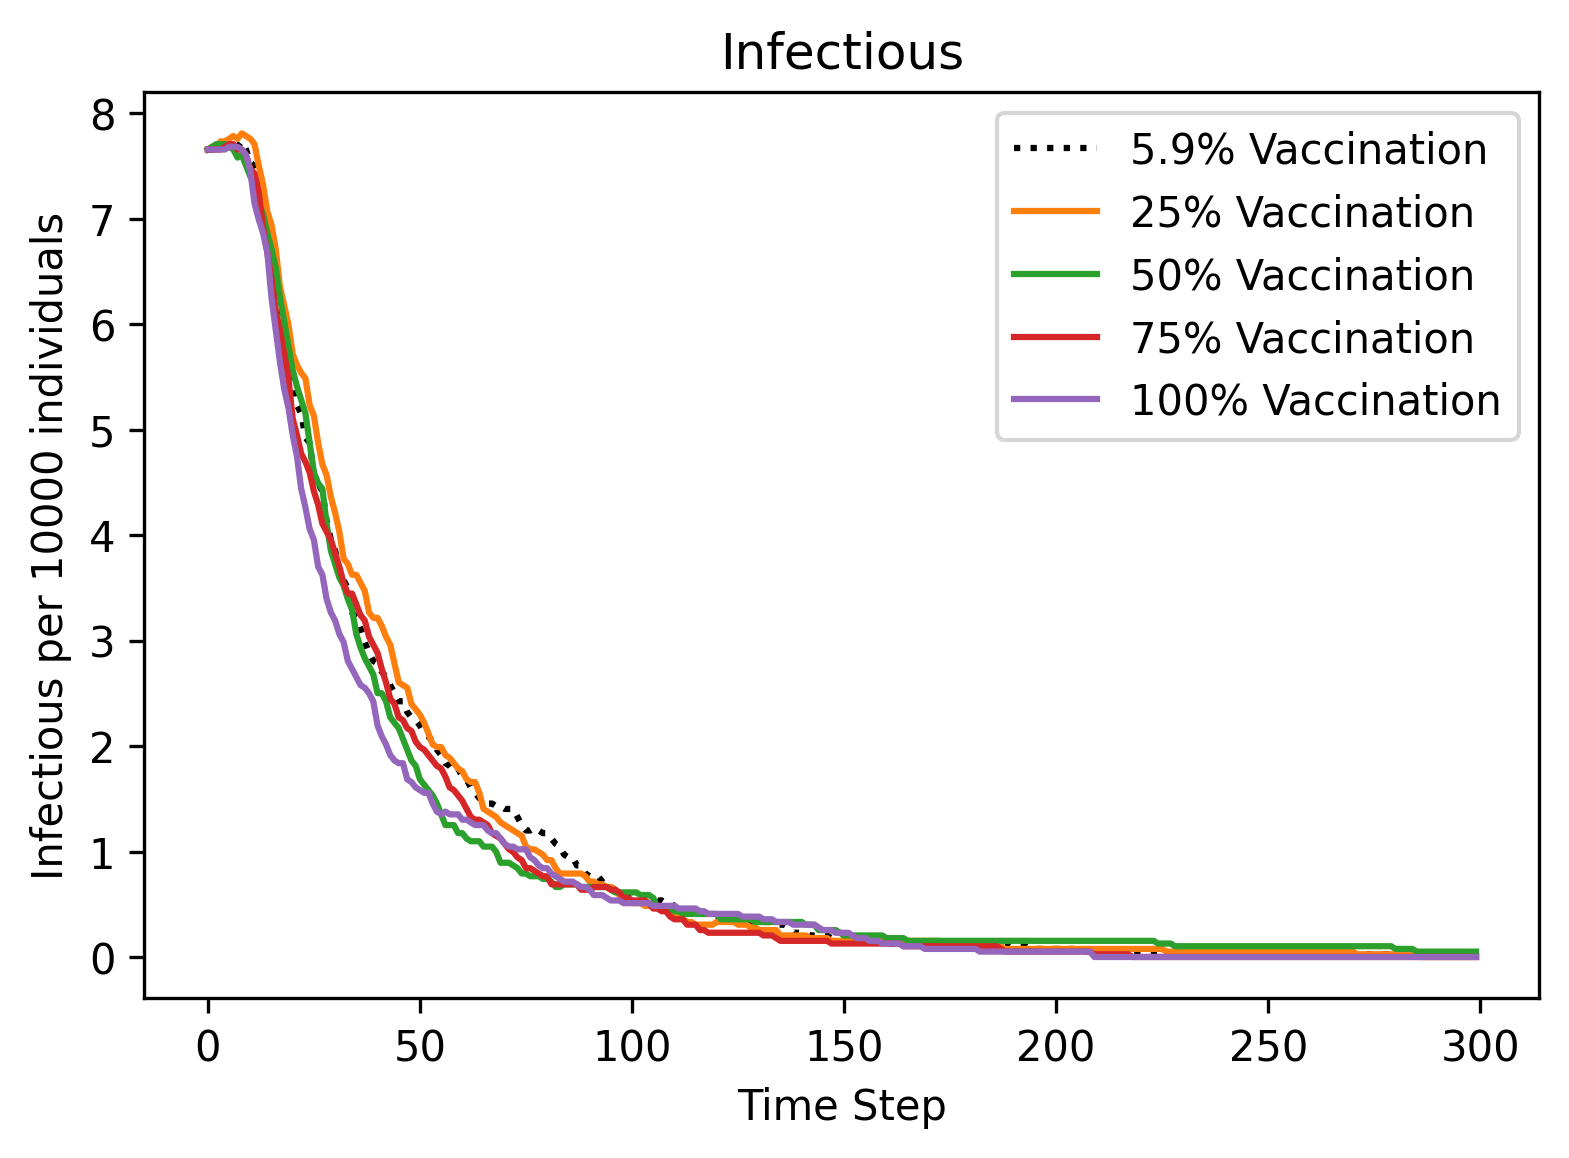 Infectious
8
7
6
5
4
3
2
1
0
Infectious per 10000 individuals
5.9% Vaccination
25% Vaccination
50% Vaccination
75% Vaccination
100% Vaccination
0 50 100 150 200 250 300
Time Step